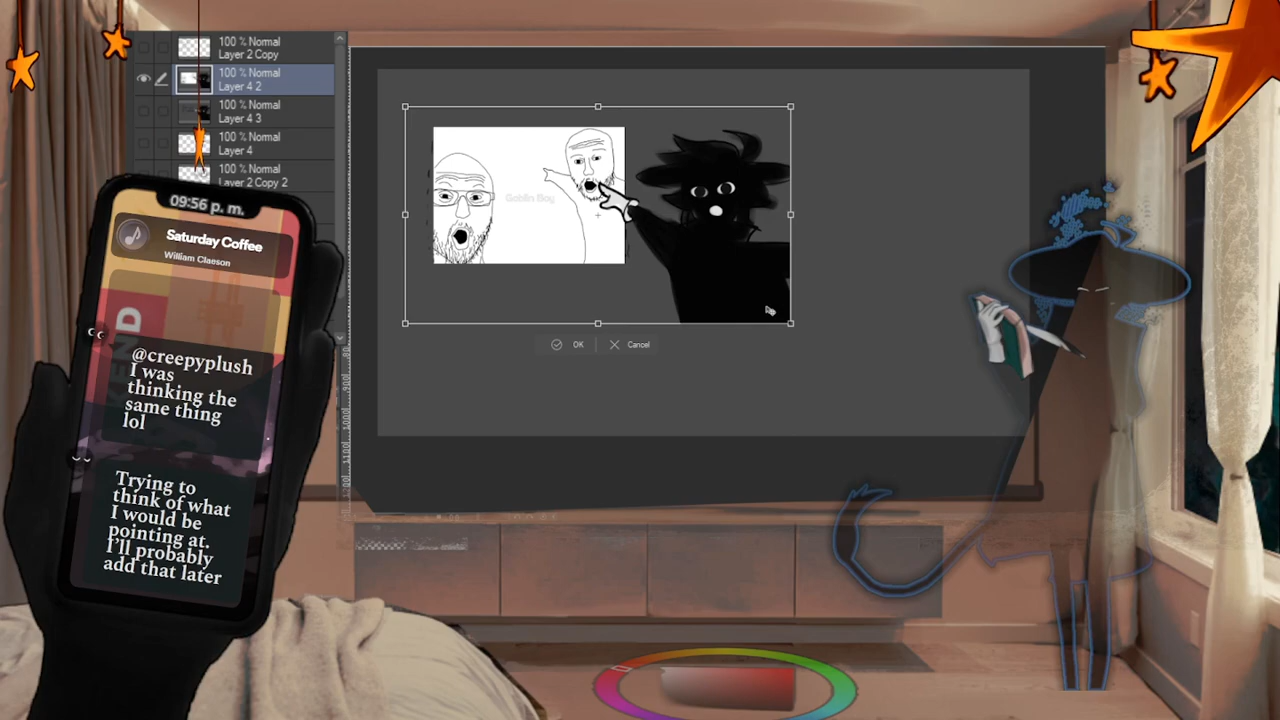 100 % Normal
Layer 2 Copy
100 % Normal
Layer 4 2
100 % Normal
Layer 4 3
100 % Normal
Layer 4
100 % Normal
Layer 2 Copy 2
09:56 p. m.
Saturday Coffee
William Claeson
@creepyplush
I was
thinking the
same thing
lol
Trying to
think of what
I would be
pointing at.
I'll probably
add that later
Goblin Boy
OK
Cancel